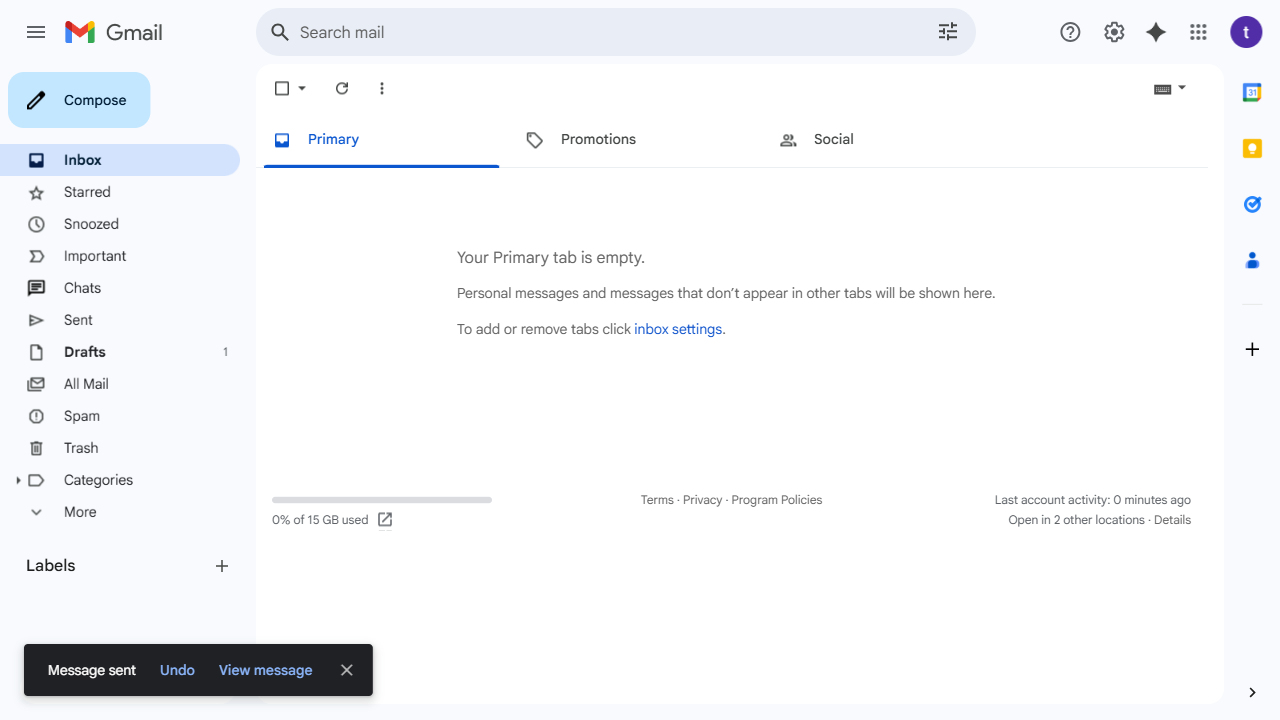 Gmail
Search mail
t
Compose
Inbox
Starred
Snoozed
Important
Chats
Sent
Drafts 1
All Mail
Spam
Trash
Categories
More
Labels
Primary
Promotions
Social
Your Primary tab is empty.
Personal messages and messages that don’t appear in other tabs will be shown here.
To add or remove tabs click inbox settings.
0% of 15 GB used
Terms · Privacy · Program Policies
Last account activity: 0 minutes ago
Open in 2 other locations · Details
31
Message sent Undo View message